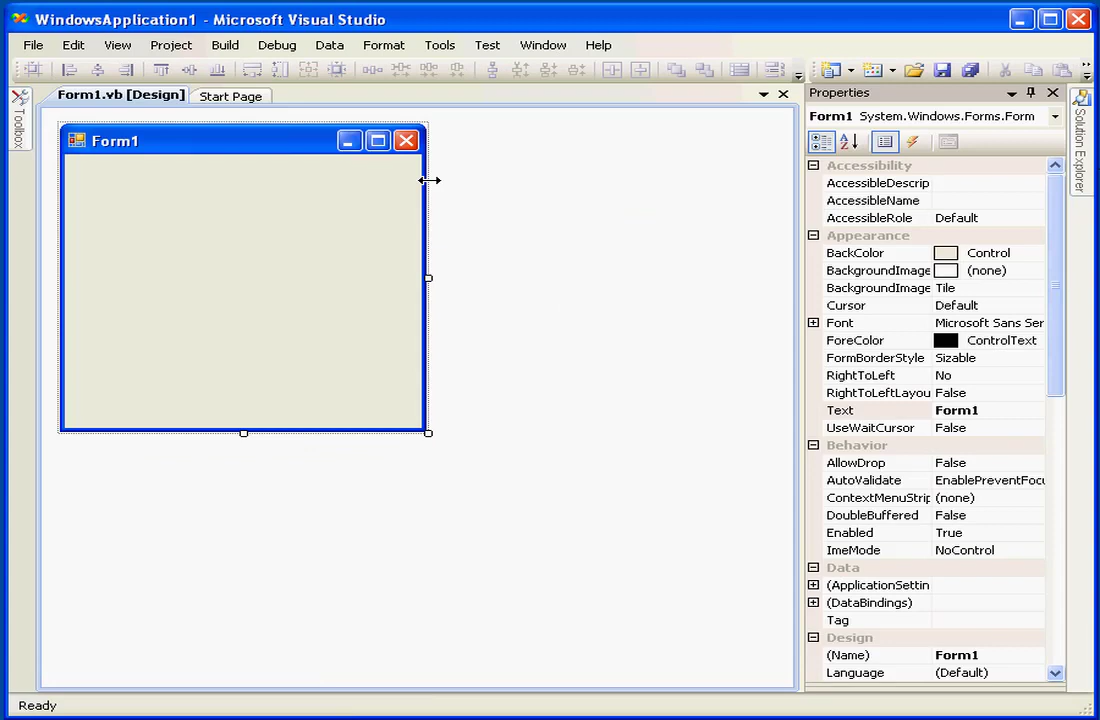 WindowsApplication1 - Microsoft Visual Studio
File Edit View Project Build Debug Data Format Tools Test Window Help
Toolbox
Form1.vb [Design] Start Page
Form1
Properties
Form1 System.Windows.Forms.Form
Accessibility
AccessibleDescrip
AccessibleName
AccessibleRole Default
Appearance
BackColor Control
BackgroundImage (none)
BackgroundImage Tile
Cursor Default
Font Microsoft Sans Ser
ForeColor ControlText
FormBorderStyle Sizable
RightToLeft No
RightToLeftLayou False
Text Form1
UseWaitCursor False
Behavior
AllowDrop False
AutoValidate EnablePreventFocu
ContextMenuStrip (none)
DoubleBuffered False
Enabled True
ImeMode NoControl
Data
(ApplicationSettin
(DataBindings)
Tag
Design
(Name) Form1
Language (Default)
Solution Explorer
Ready